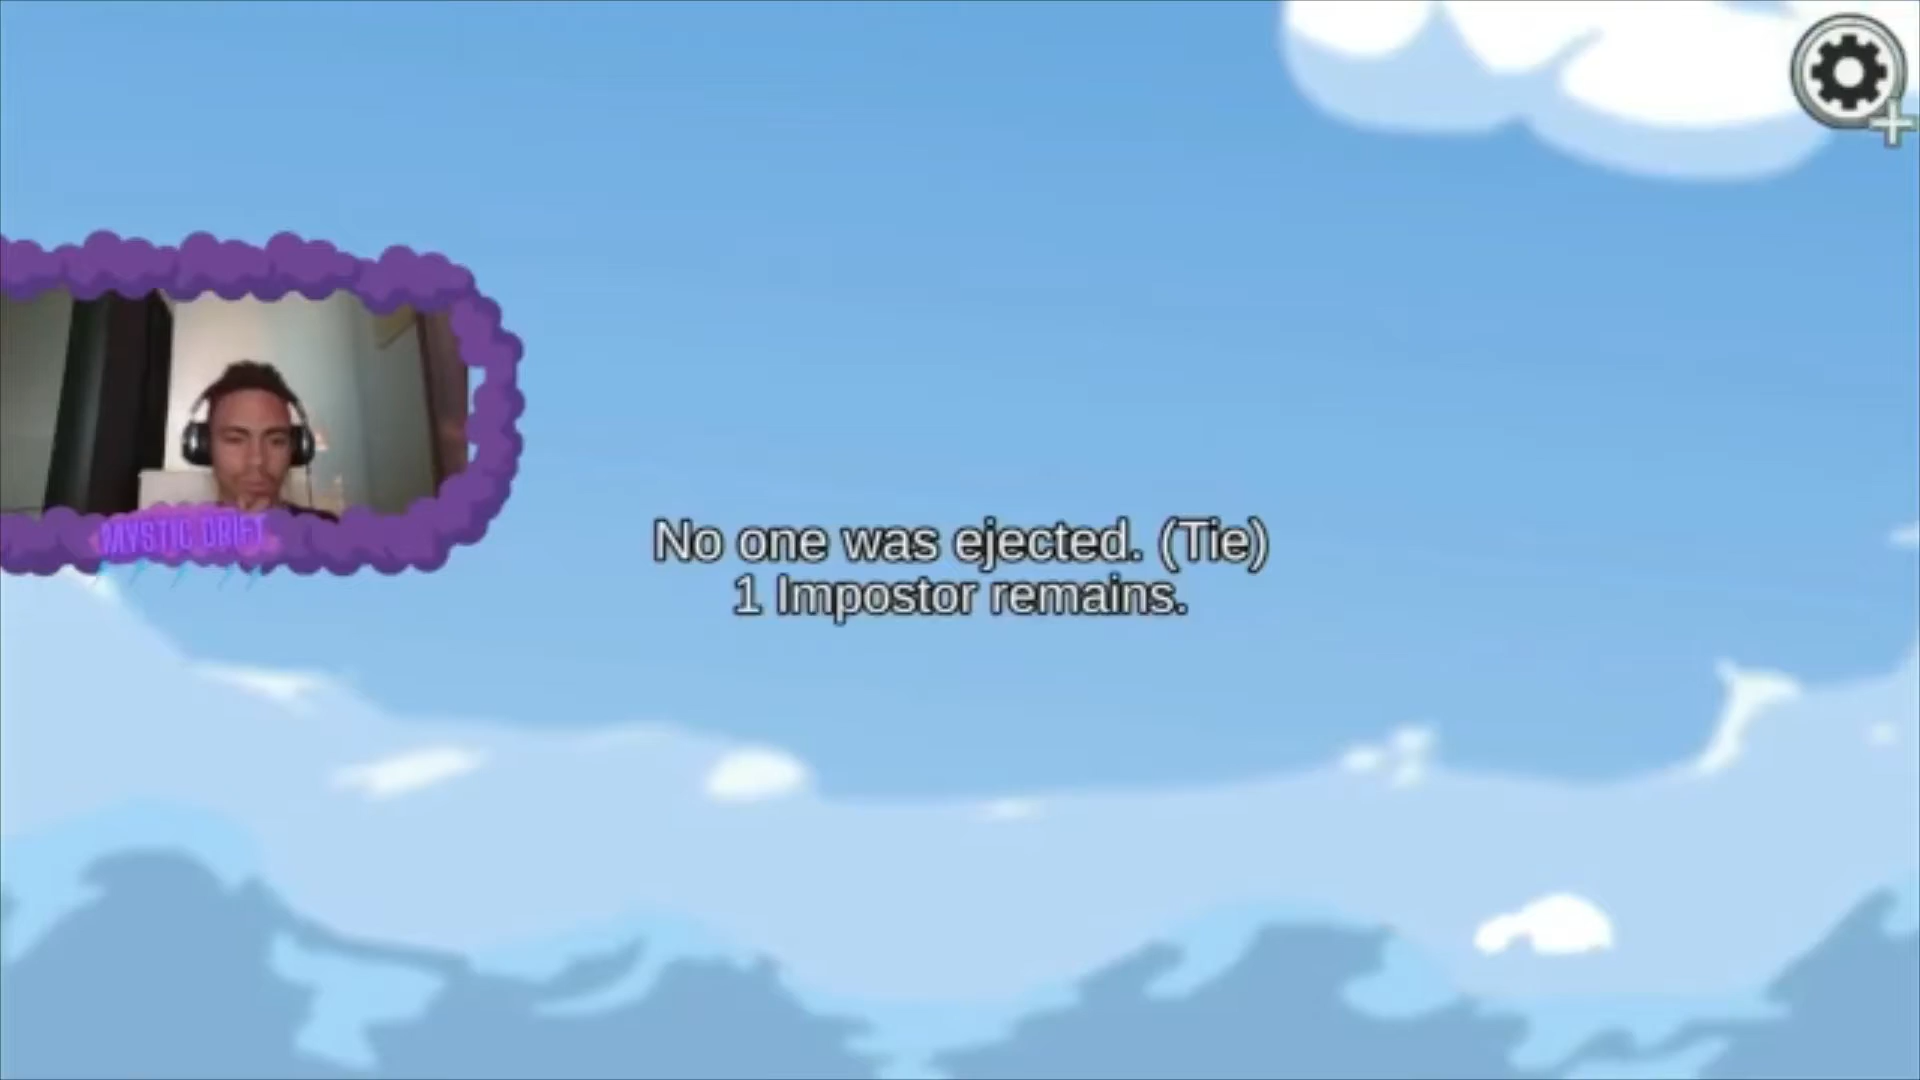 MYSTIC DRIFT
No one was ejected. (Tie)
1 Impostor remains.